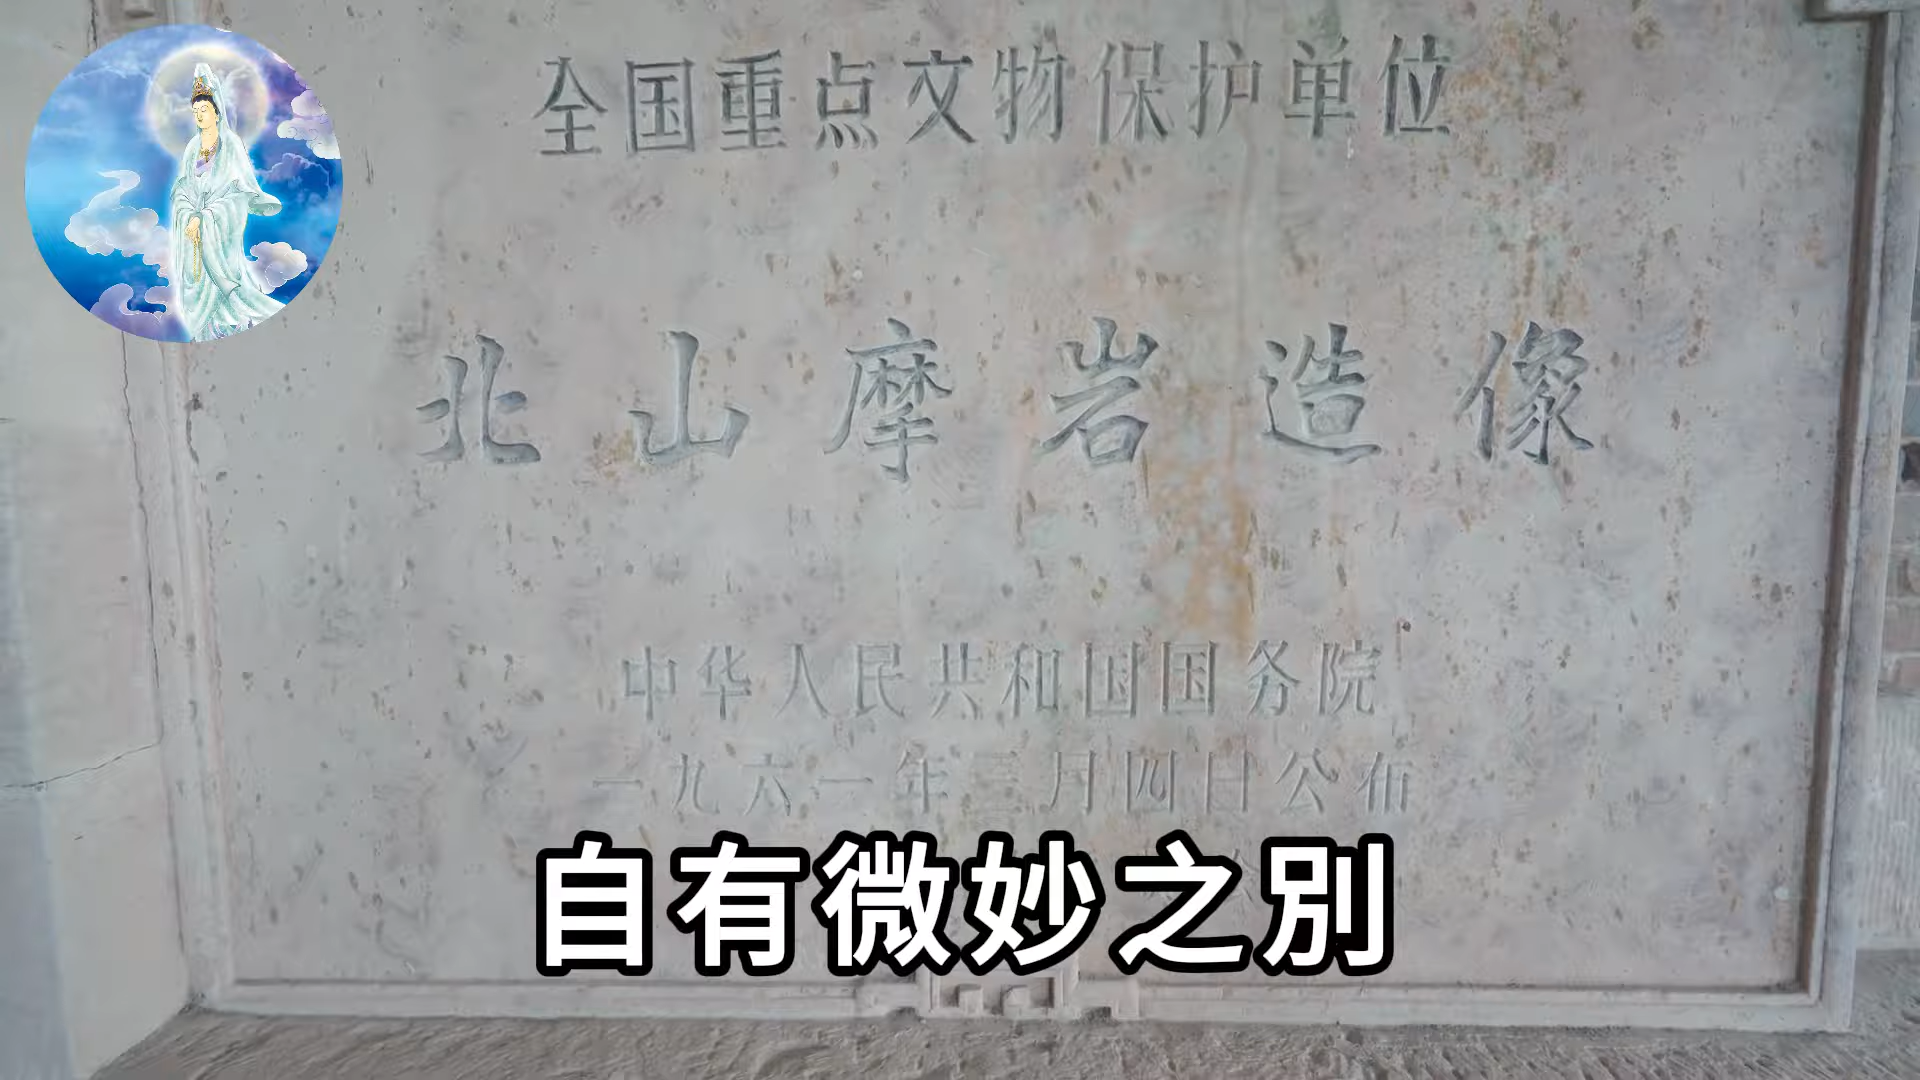 全国重点文物保护单位
北山摩岩造像
中华人民共和国国务院
一九六一年三月四日公布
自有微妙之別